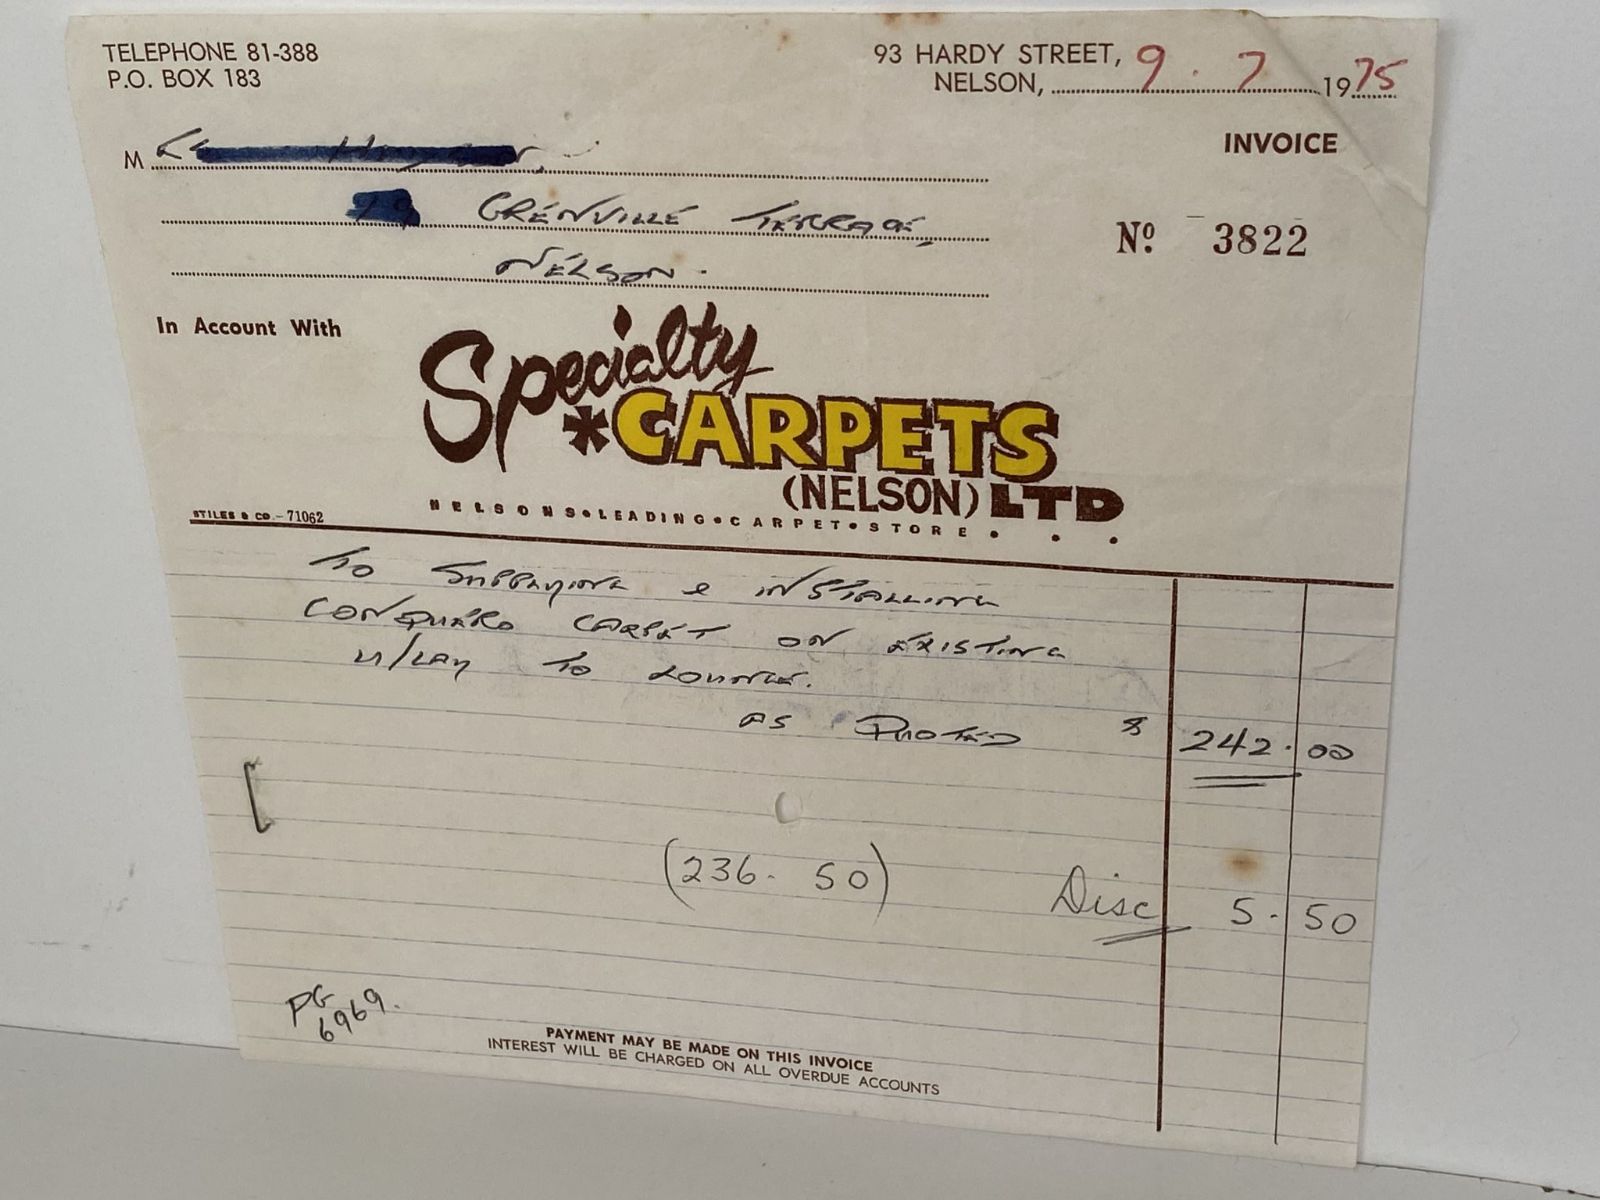 TELEPHONE 81-388
P.O. BOX 183
93 HARDY STREET,
NELSON, 9 . 7 1975
INVOICE
M
GRENVILLE TERRACE,
NELSON.
Nº 3822
In Account With
Specialty
*CARPETS
(NELSON) LTD
NELSONS•LEADING•CARPET•STORE...
STILES & CO.-71062
TO SUPPLYING & INSTALLING
CONQUERO CARPET ON EXISTING
U/LAY TO LOUNGE.
AS QUOTED $ 242.00
(236.50) Disc 5.50
PG
6969.
PAYMENT MAY BE MADE ON THIS INVOICE
INTEREST WILL BE CHARGED ON ALL OVERDUE ACCOUNTS